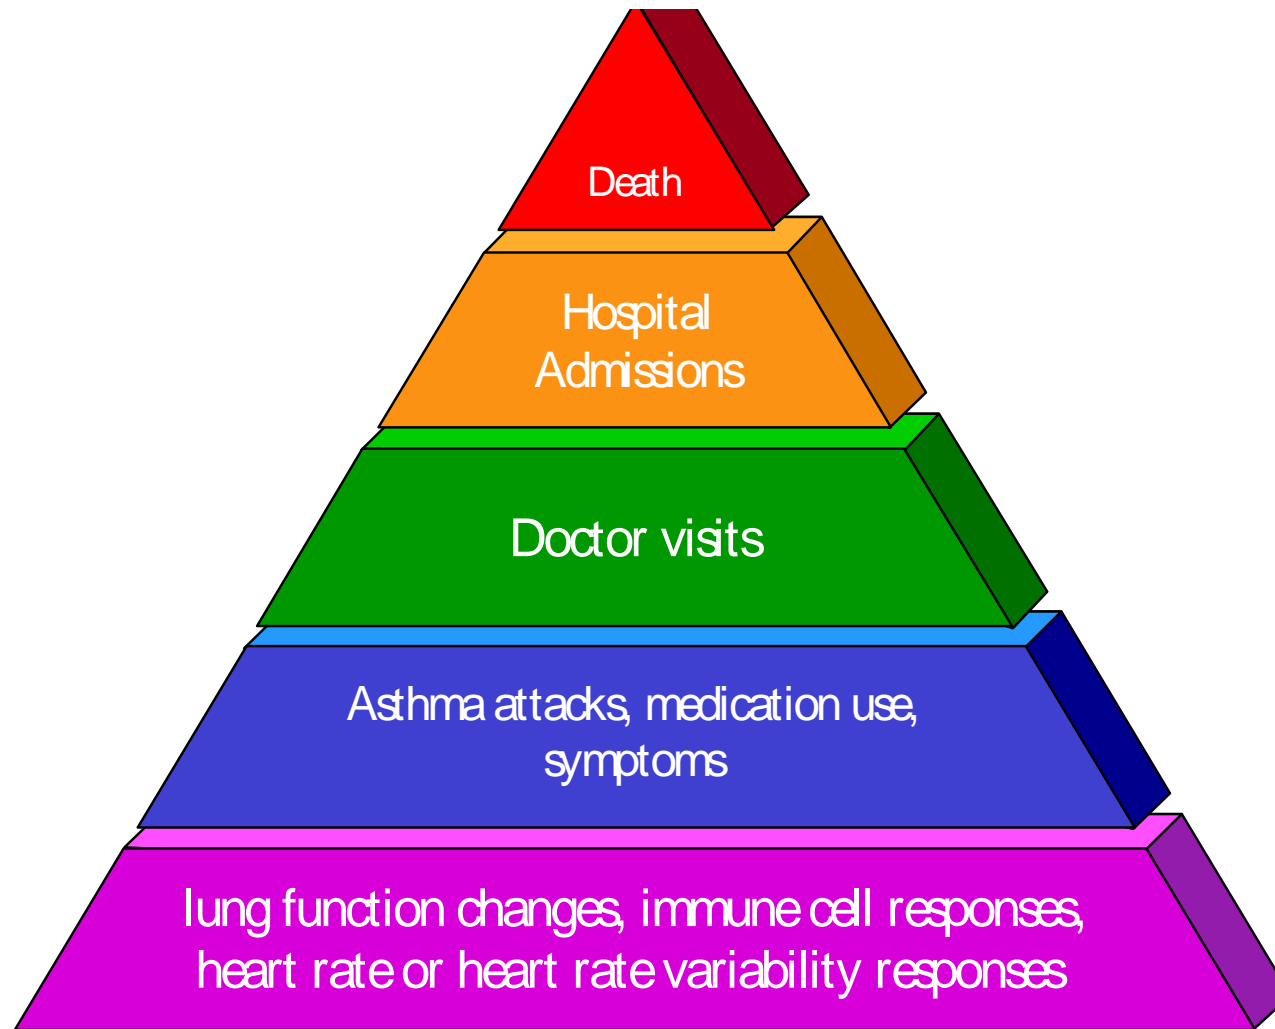 Death
Hospital
Admissions
Doctor visits
Asthma attacks, medication use,
symptoms
lung function changes, immune cell responses,
heart rate or heart rate variability responses